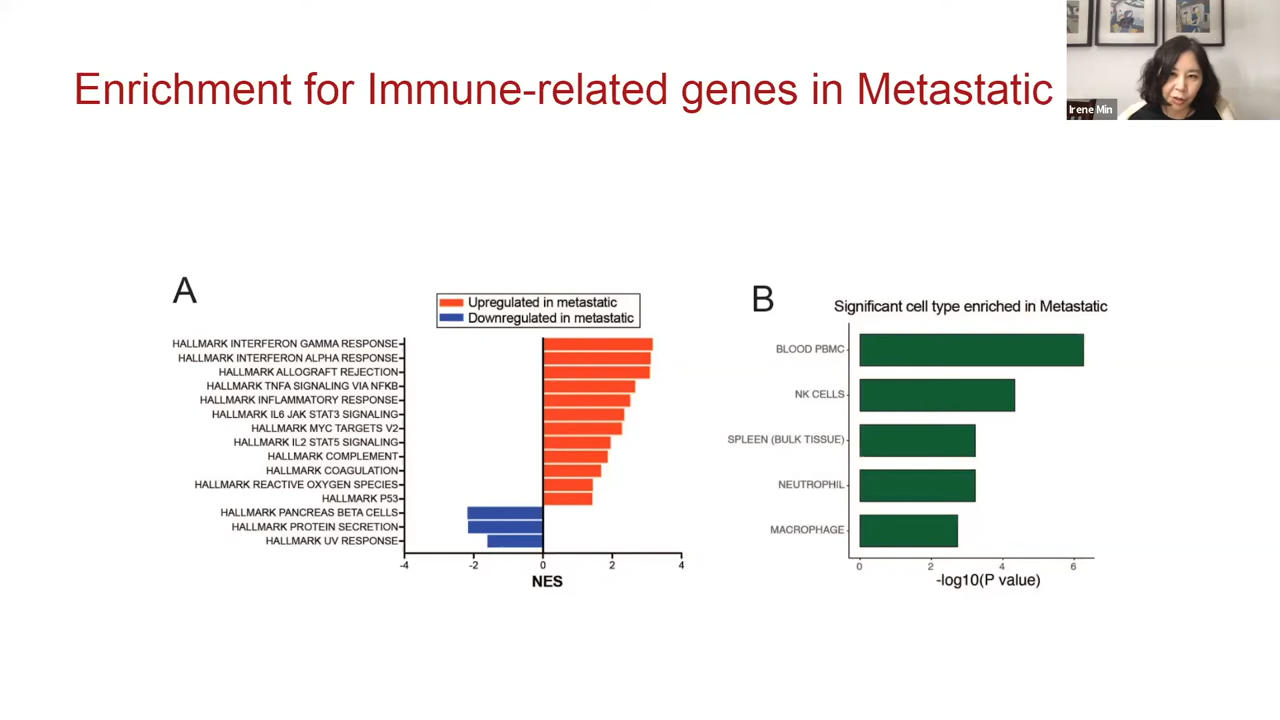 Enrichment for Immune-related genes in Metastatic
Irene Min
A
Upregulated in metastatic
Downregulated in metastatic
HALLMARK INTERFERON GAMMA RESPONSE
HALLMARK INTERFERON ALPHA RESPONSE
HALLMARK ALLOGRAFT REJECTION
HALLMARK TNFA SIGNALING VIA NFKB
HALLMARK INFLAMMATORY RESPONSE
HALLMARK IL6 JAK STAT3 SIGNALING
HALLMARK MYC TARGETS V2
HALLMARK IL2 STAT5 SIGNALING
HALLMARK COMPLEMENT
HALLMARK COAGULATION
HALLMARK REACTIVE OXYGEN SPECIES
HALLMARK P53
HALLMARK PANCREAS BETA CELLS
HALLMARK PROTEIN SECRETION
HALLMARK UV RESPONSE
-4 -2 0 2 4
NES
B
Significant cell type enriched in Metastatic
BLOOD PBMC
NK CELLS
SPLEEN (BULK TISSUE)
NEUTROPHIL
MACROPHAGE
0 2 4 6
-log10(P value)